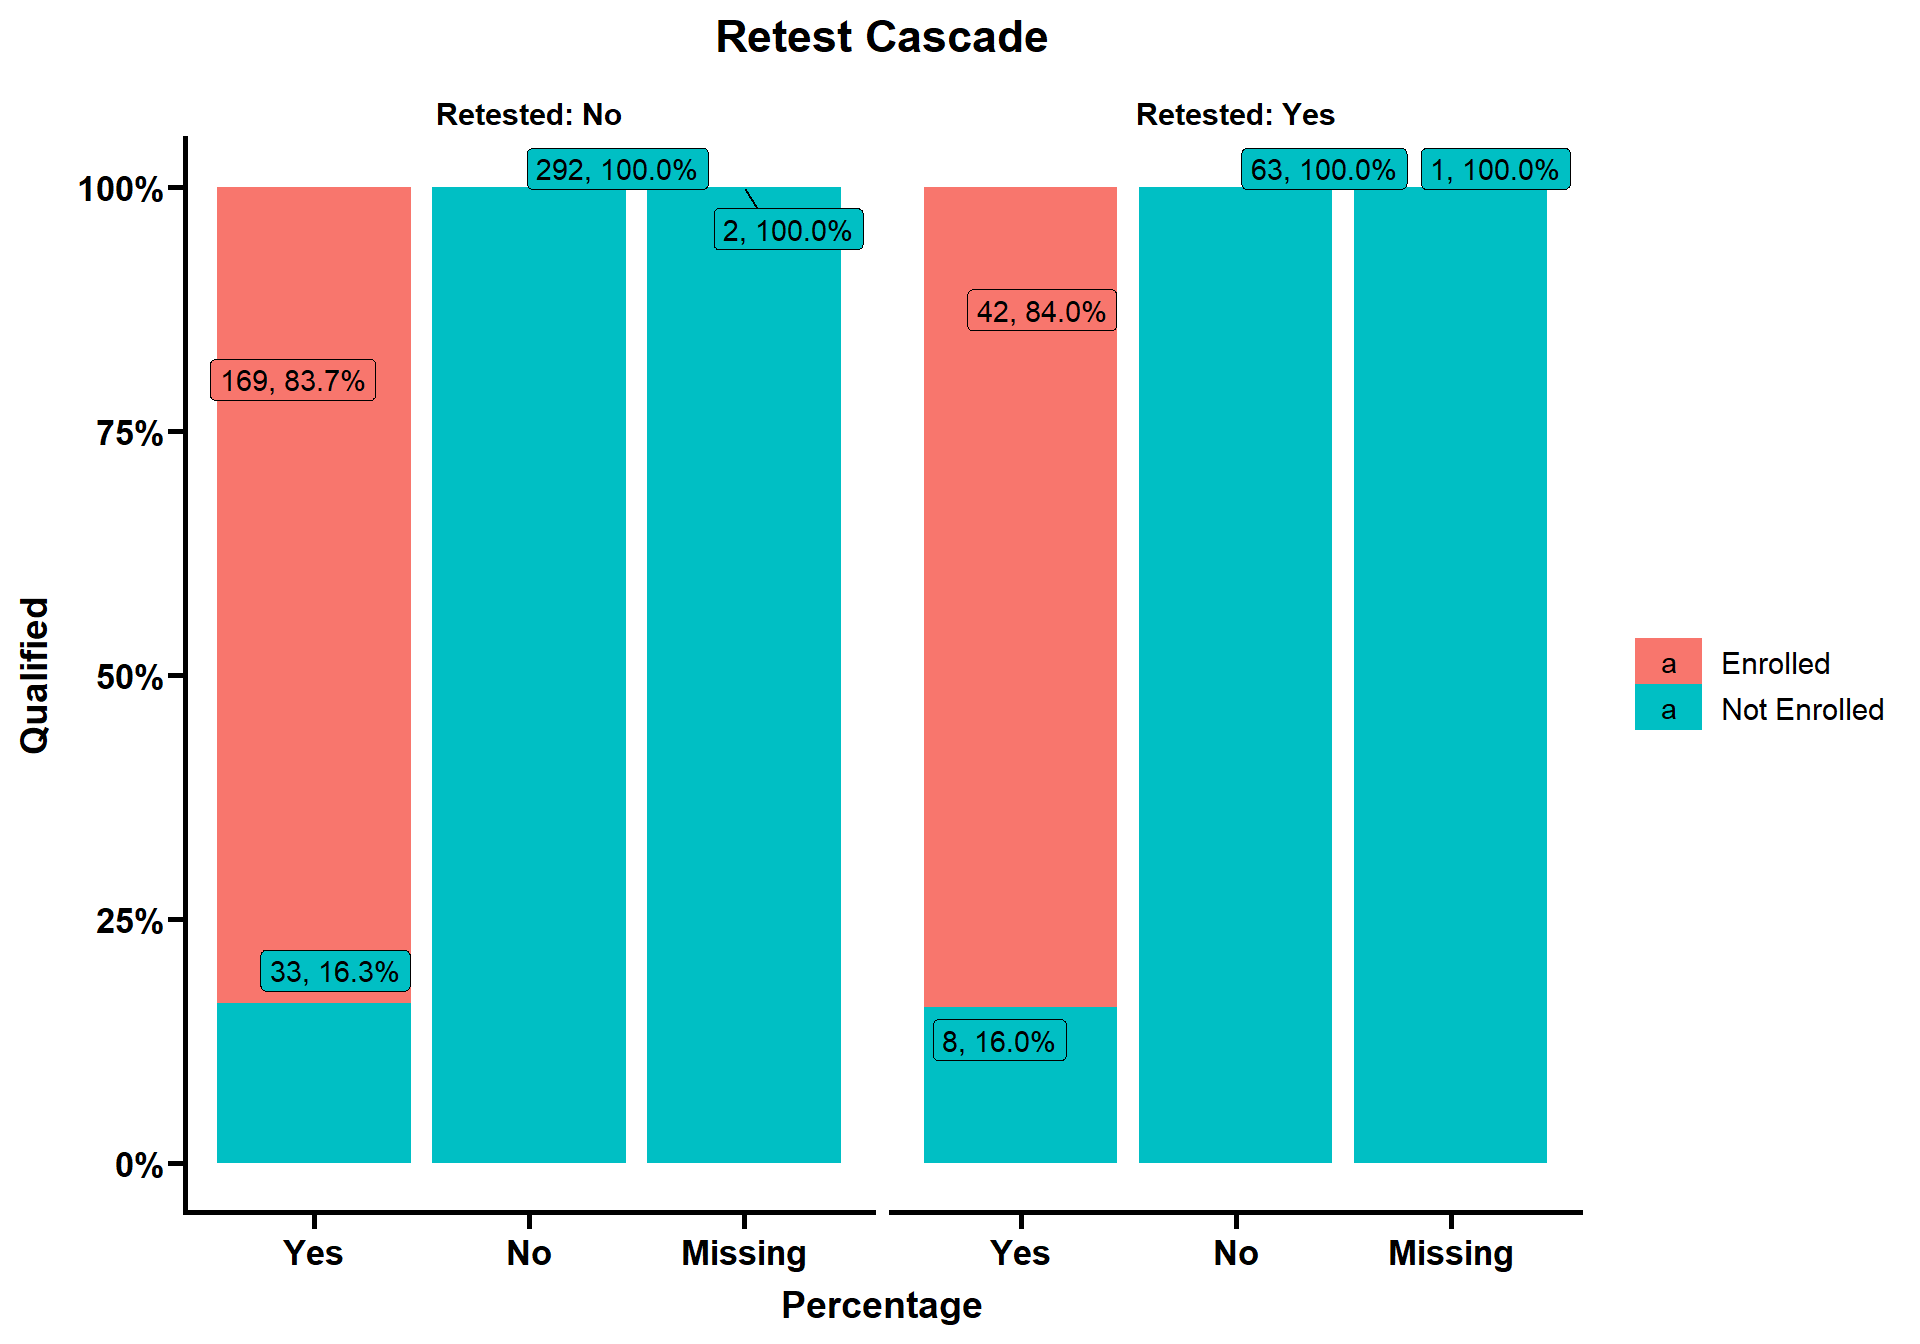 Retest Cascade
Retested: No
Retested: Yes
292, 100.0%
63, 100.0%
1, 100.0%
100%
2, 100.0%
42, 84.0%
169, 83.7%
75%
Qualified
50%
a Enrolled
a Not Enrolled
25%
33, 16.3%
8, 16.0%
0%
Yes
No
Missing
Yes
No
Missing
Percentage